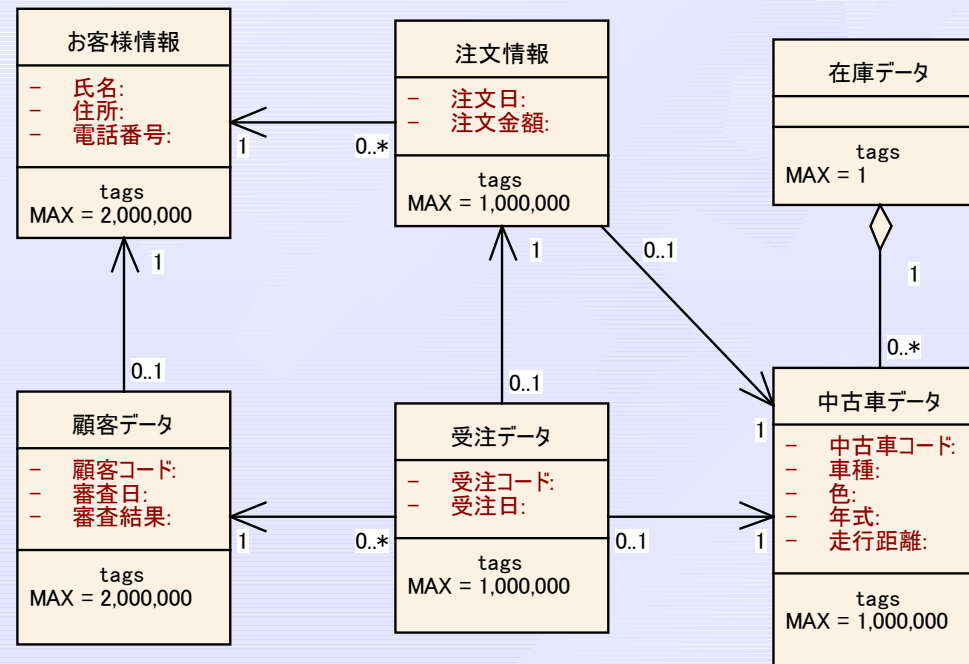 お客様情報
- 氏名:
- 住所:
- 電話番号:
tags
MAX = 2,000,000
注文情報
- 注文日:
- 注文金額:
tags
MAX = 1,000,000
在庫データ
tags
MAX = 1
1
0..*
1
1
0..1
1
0..*
0..1
0..1
1
顧客データ
- 顧客コード:
- 審査日:
- 審査結果:
tags
MAX = 2,000,000
受注データ
- 受注コード:
- 受注日:
tags
MAX = 1,000,000
中古車データ
- 中古車コード:
- 車種:
- 色:
- 年式:
- 走行距離:
tags
MAX = 1,000,000
1
0..*
0..1
1